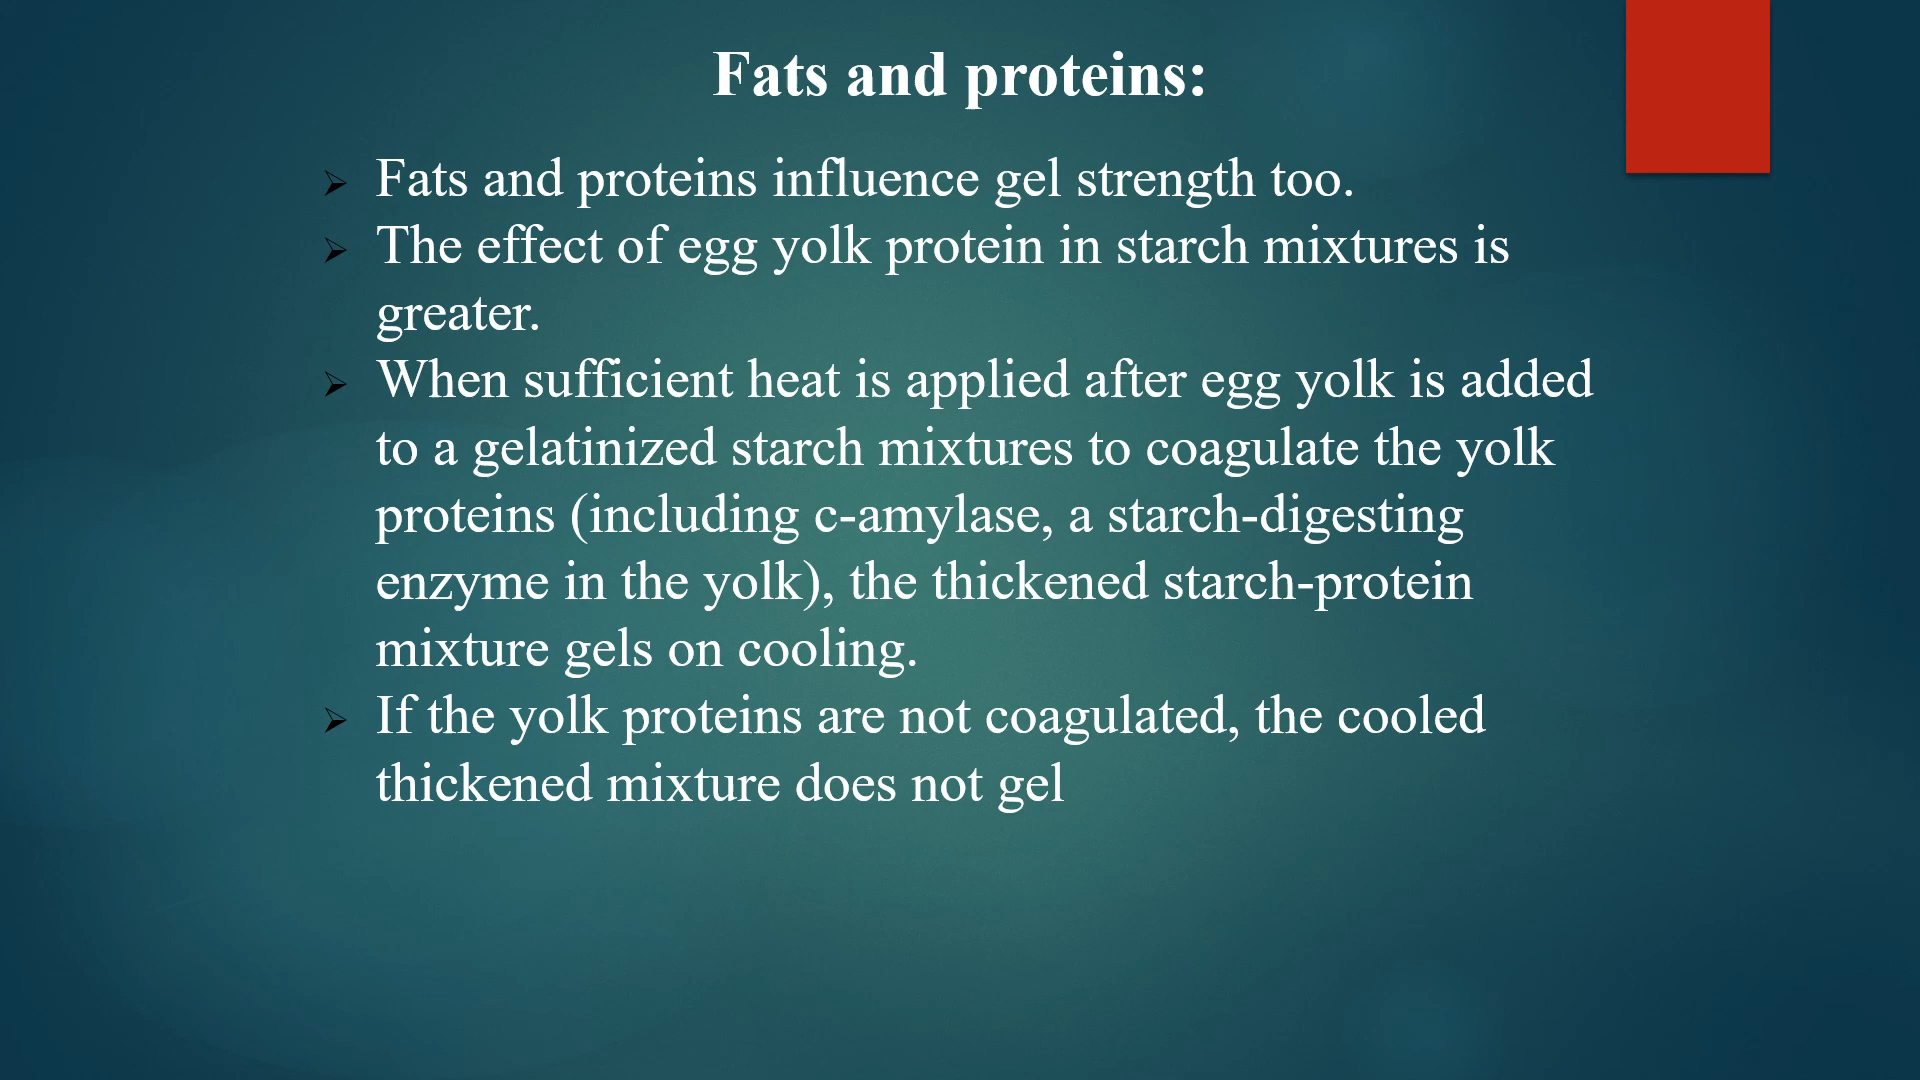 Fats and proteins:
➢ Fats and proteins influence gel strength too.
➢ The effect of egg yolk protein in starch mixtures is
greater.
➢ When sufficient heat is applied after egg yolk is added
to a gelatinized starch mixtures to coagulate the yolk
proteins (including c-amylase, a starch-digesting
enzyme in the yolk), the thickened starch-protein
mixture gels on cooling.
➢ If the yolk proteins are not coagulated, the cooled
thickened mixture does not gel